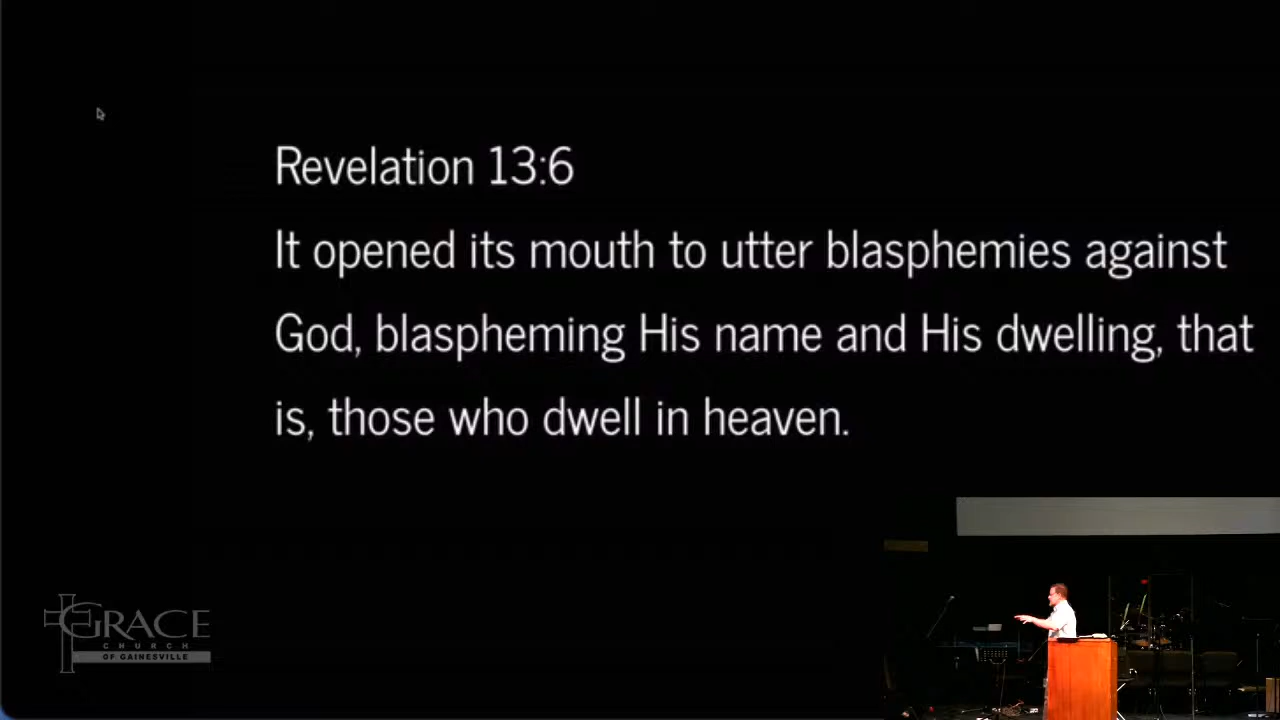 Revelation 13:6
It opened its mouth to utter blasphemies against
God, blaspheming His name and His dwelling, that
is, those who dwell in heaven.
GRACE
CHURCH
OF GAINESVILLE